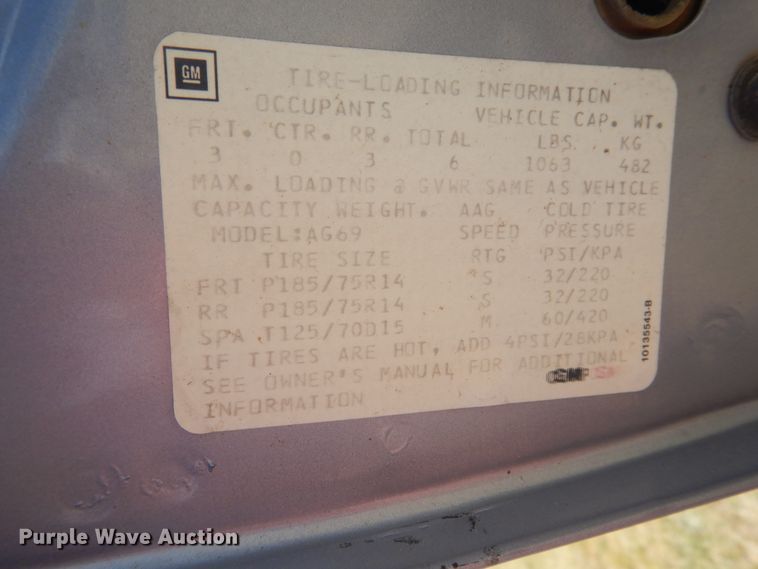 GM
TIRE-LOADING INFORMATION
OCCUPANTS VEHICLE CAP. WT.
FRT. CTR. RR. TOTAL LBS. KG
3 0 3 6 1063 482
MAX. LOADING @ GVWR SAME AS VEHICLE
CAPACITY WEIGHT. AAG COLD TIRE
MODEL:AG69 SPEED PRESSURE
TIRE SIZE RTG PSI/KPA
FRT P185/75R14 S 32/220
RR P185/75R14 S 32/220
SPA T125/70D15 M 60/420
IF TIRES ARE HOT, ADD 4PSI/28KPA
SEE OWNER'S MANUAL FOR ADDITIONAL
INFORMATION
10135543-B
Purple Wave Auction